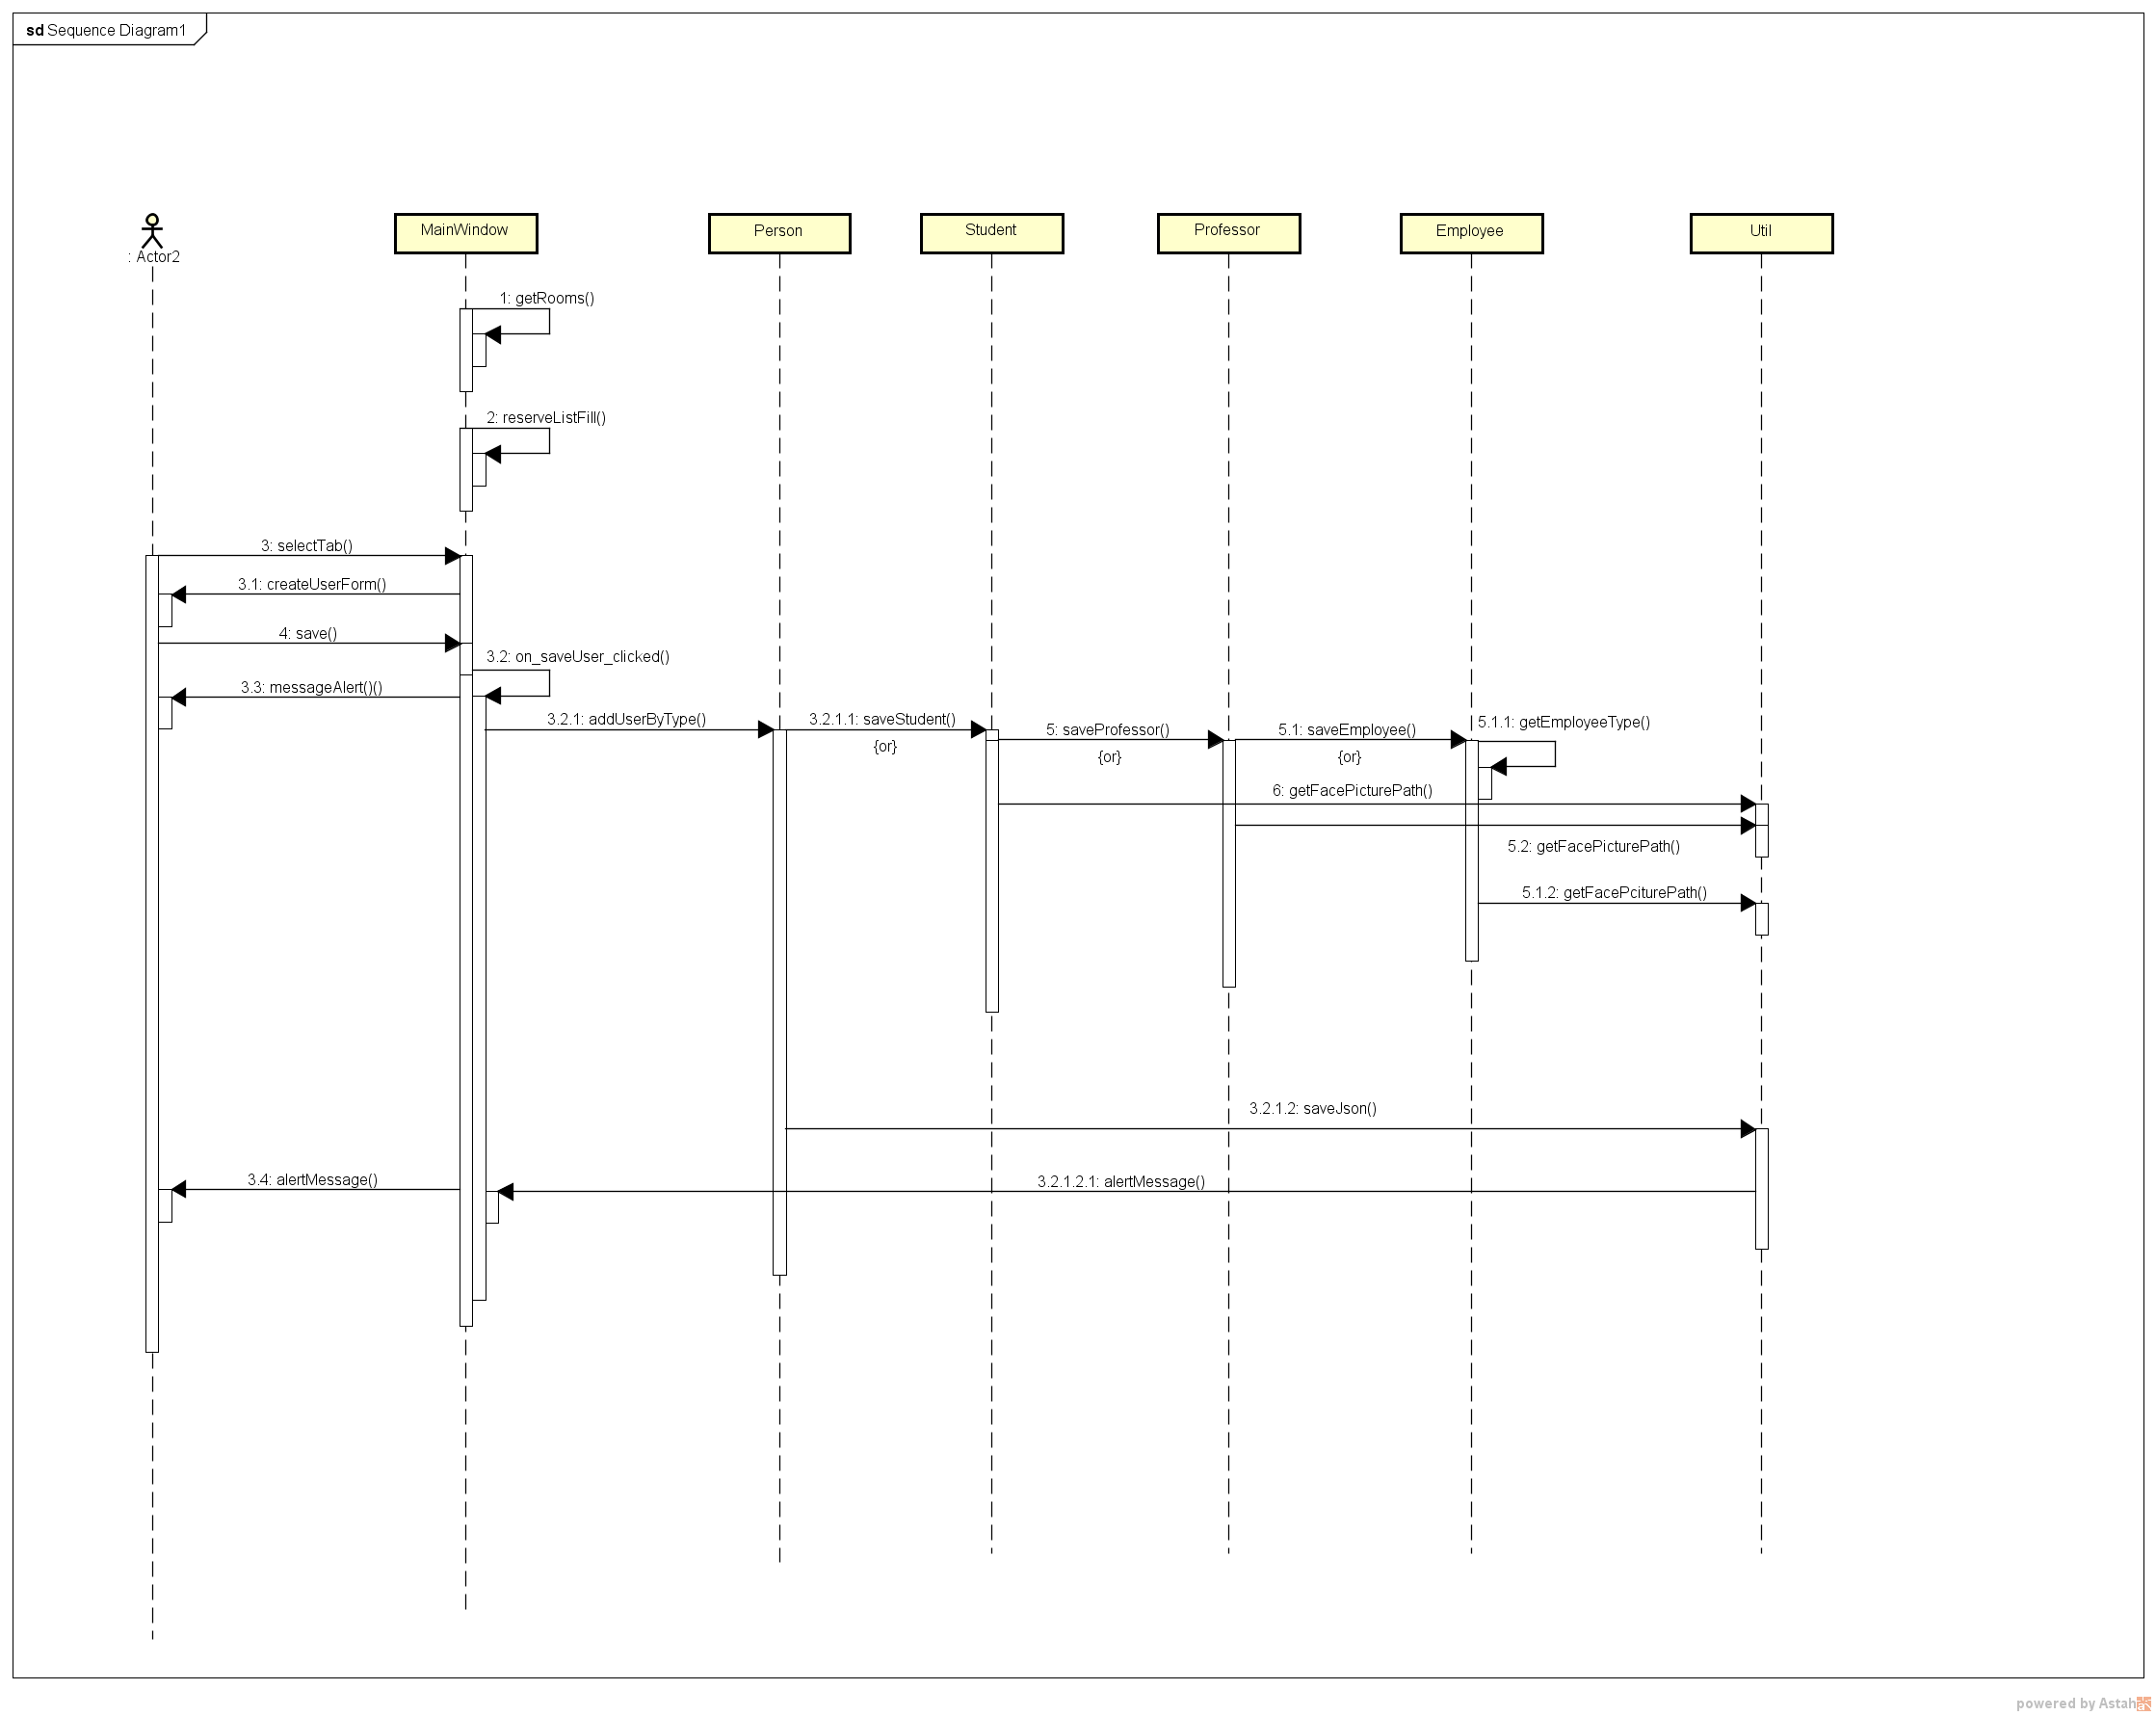 sd Sequence Diagram1
: Actor2
MainWindow
Person
Student
Professor
Employee
Util
1: getRooms()
2: reserveListFill()
3: selectTab()
3.1: createUserForm()
4: save()
3.2: on_saveUser_clicked()
3.3: messageAlert()()
3.2.1: addUserByType()
3.2.1.1: saveStudent()
{or}
5: saveProfessor()
{or}
5.1: saveEmployee()
{or}
5.1.1: getEmployeeType()
6: getFacePicturePath()
5.2: getFacePicturePath()
5.1.2: getFacePciturePath()
3.2.1.2: saveJson()
3.4: alertMessage()
3.2.1.2.1: alertMessage()
powered by Astah